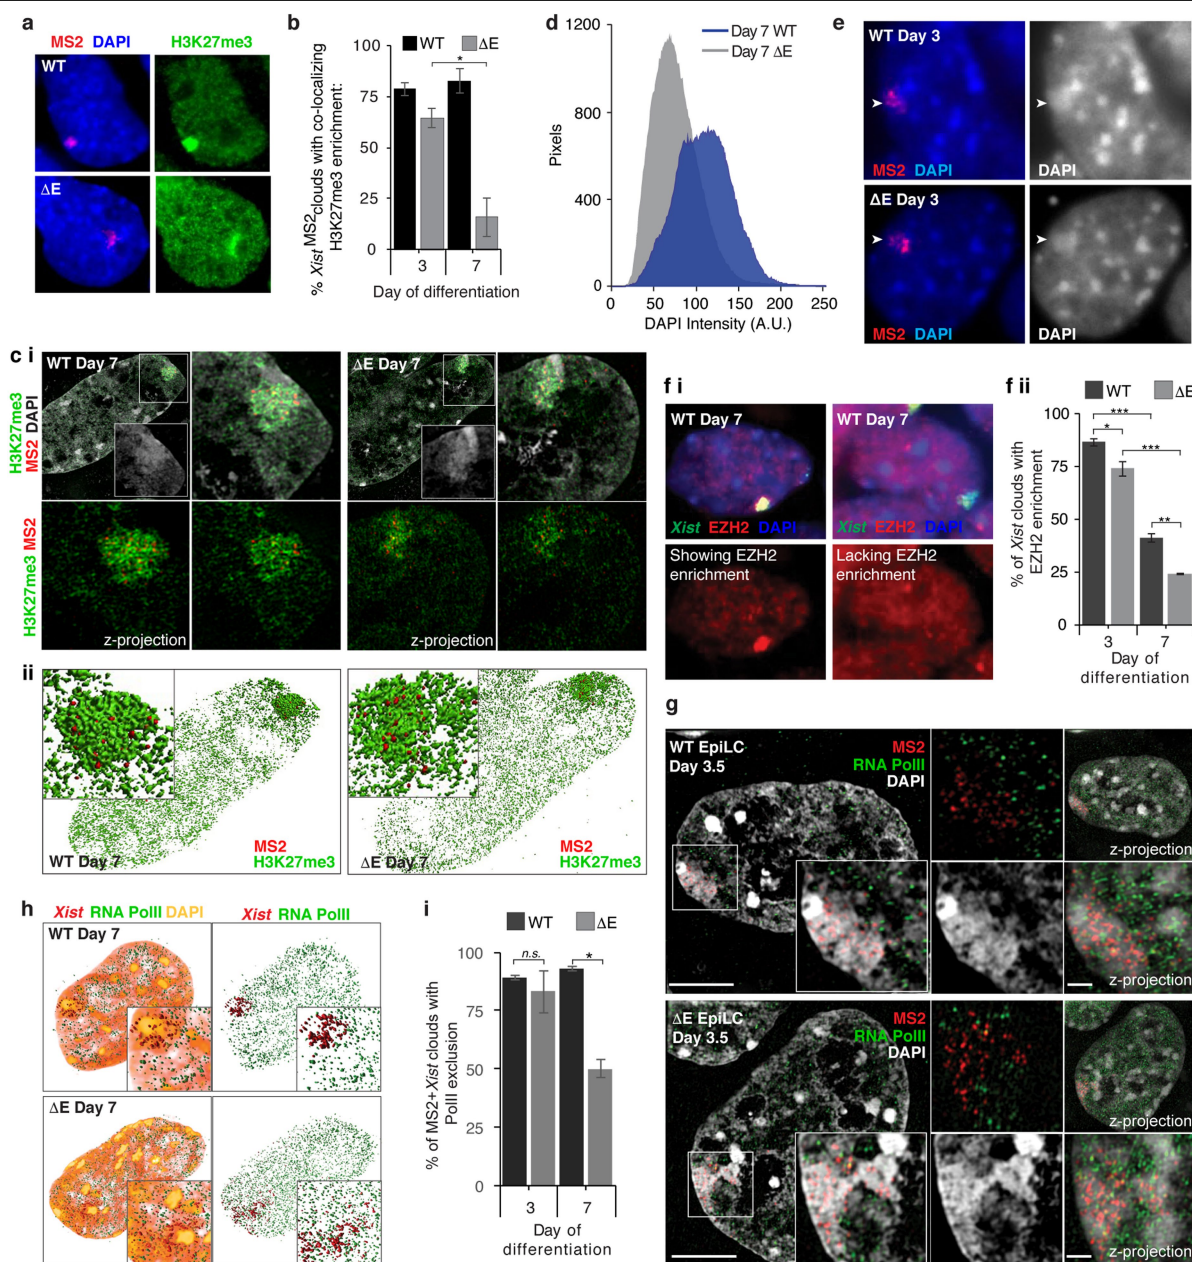 a
MS2 DAPI
H3K27me3
WT
ΔE
b
WT
ΔE
*
% Xist MS2 clouds with co-localizing
H3K27me3 enrichment:
100
75
50
25
0
3
7
Day of differentiation
d
Day 7 WT
Day 7 ΔE
Pixels
1200
800
400
0
0
50
100
150
200
250
DAPI Intensity (A.U.)
e
WT Day 3
MS2 DAPI
DAPI
ΔE Day 3
MS2 DAPI
DAPI
c i
WT Day 7
ΔE Day 7
H3K27me3
MS2 DAPI
H3K27me3 MS2
z-projection
z-projection
ii
WT Day 7
MS2
H3K27me3
ΔE Day 7
MS2
H3K27me3
f i
WT Day 7
Xist EZH2 DAPI
WT Day 7
Xist EZH2 DAPI
Showing EZH2
enrichment
Lacking EZH2
enrichment
f ii
WT
ΔE
***
*
***
**
% of Xist clouds with
EZH2 enrichment
100
75
50
25
0
3
7
Day of
differentiation
g
WT EpiLC
Day 3.5
MS2
RNA PolII
DAPI
z-projection
z-projection
ΔE EpiLC
Day 3.5
MS2
RNA PolII
DAPI
z-projection
z-projection
h
Xist RNA PolII DAPI
Xist RNA PolII
WT Day 7
ΔE Day 7
i
WT
ΔE
n.s.
*
% of MS2+ Xist clouds with
PolII exclusion
100
75
50
25
0
3
7
Day of
differentiation